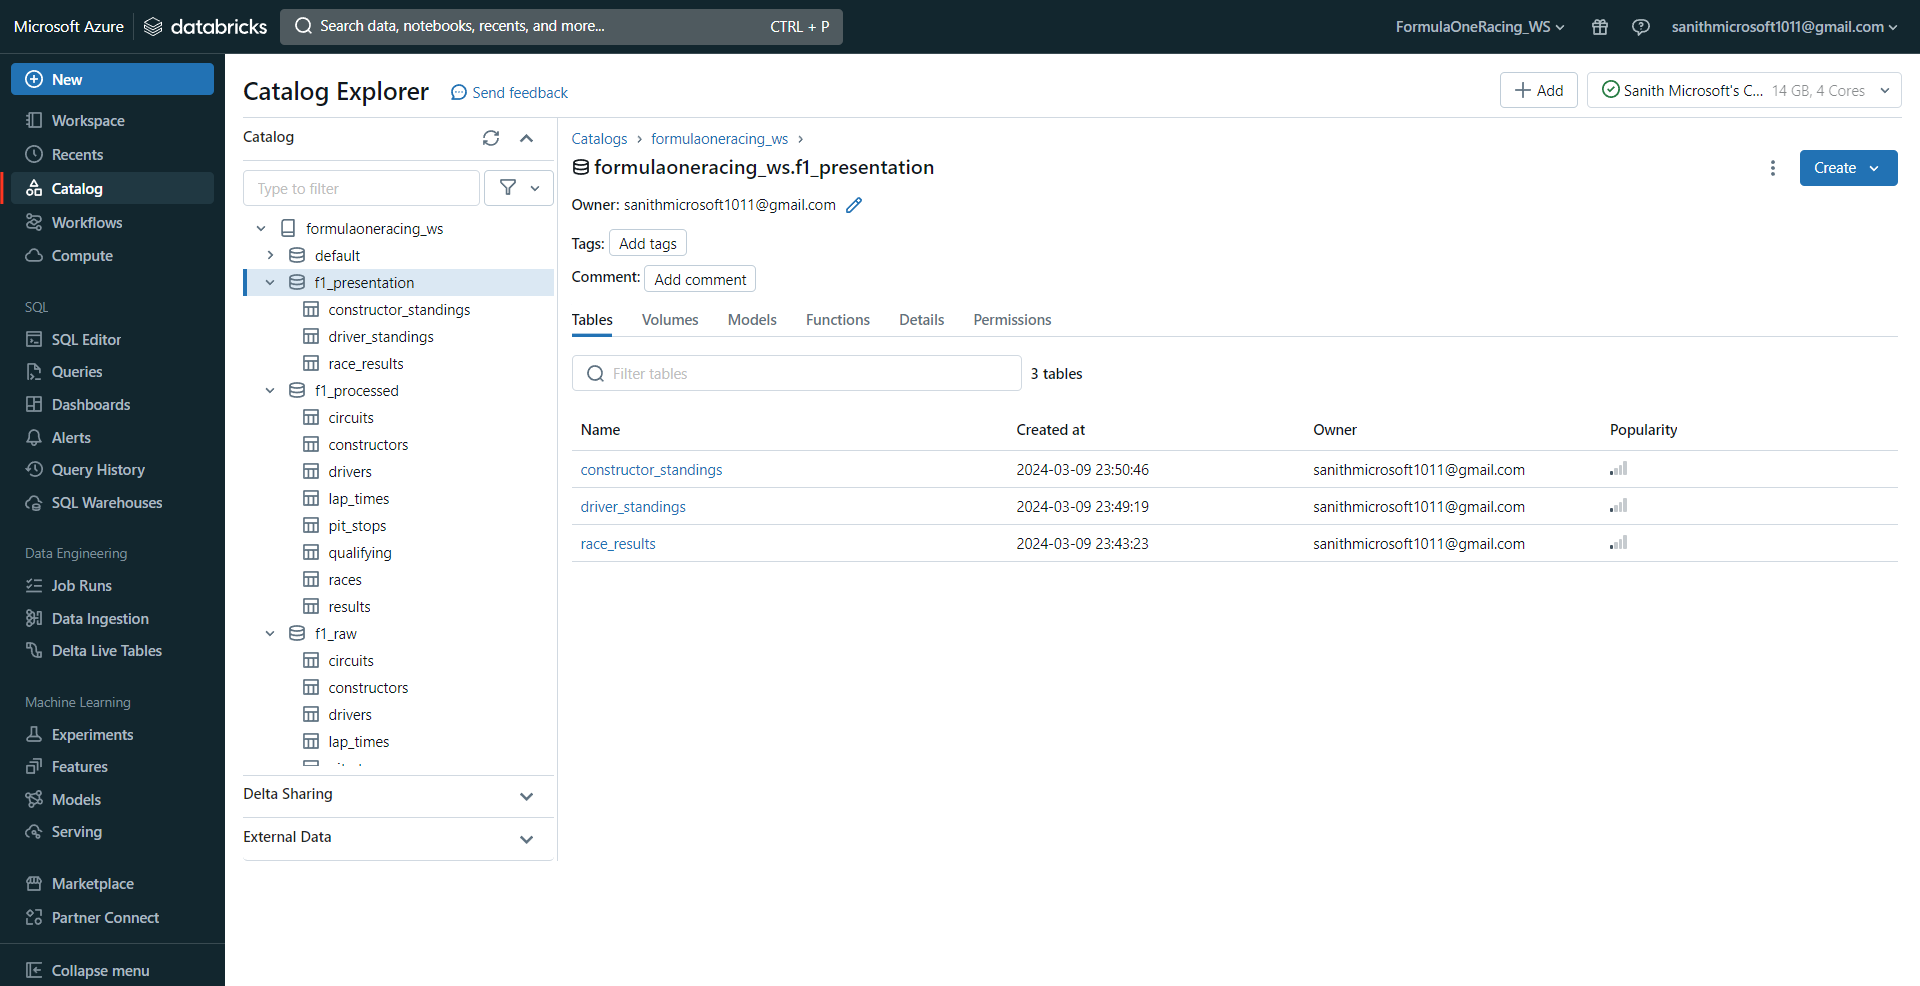 Microsoft Azure databricks Search data, notebooks, recents, and more... CTRL + P FormulaOneRacing_WS sanithmicrosoft1011@gmail.com
New
Workspace
Recents
Catalog
Workflows
Compute
SQL
SQL Editor
Queries
Dashboards
Alerts
Query History
SQL Warehouses
Data Engineering
Job Runs
Data Ingestion
Delta Live Tables
Machine Learning
Experiments
Features
Models
Serving
Marketplace
Partner Connect
Collapse menu
Catalog Explorer Send feedback
Add Sanith Microsoft's C... 14 GB, 4 Cores
Catalog
Type to filter
formulaoneracing_ws
default
f1_presentation
constructor_standings
driver_standings
race_results
f1_processed
circuits
constructors
drivers
lap_times
pit_stops
qualifying
races
results
f1_raw
circuits
constructors
drivers
lap_times
Delta Sharing
External Data
Catalogs › formulaoneracing_ws ›
formulaoneracing_ws.f1_presentation
Create
Owner: sanithmicrosoft1011@gmail.com
Tags: Add tags
Comment: Add comment
Tables Volumes Models Functions Details Permissions
Filter tables 3 tables
Name Created at Owner Popularity
constructor_standings 2024-03-09 23:50:46 sanithmicrosoft1011@gmail.com
driver_standings 2024-03-09 23:49:19 sanithmicrosoft1011@gmail.com
race_results 2024-03-09 23:43:23 sanithmicrosoft1011@gmail.com